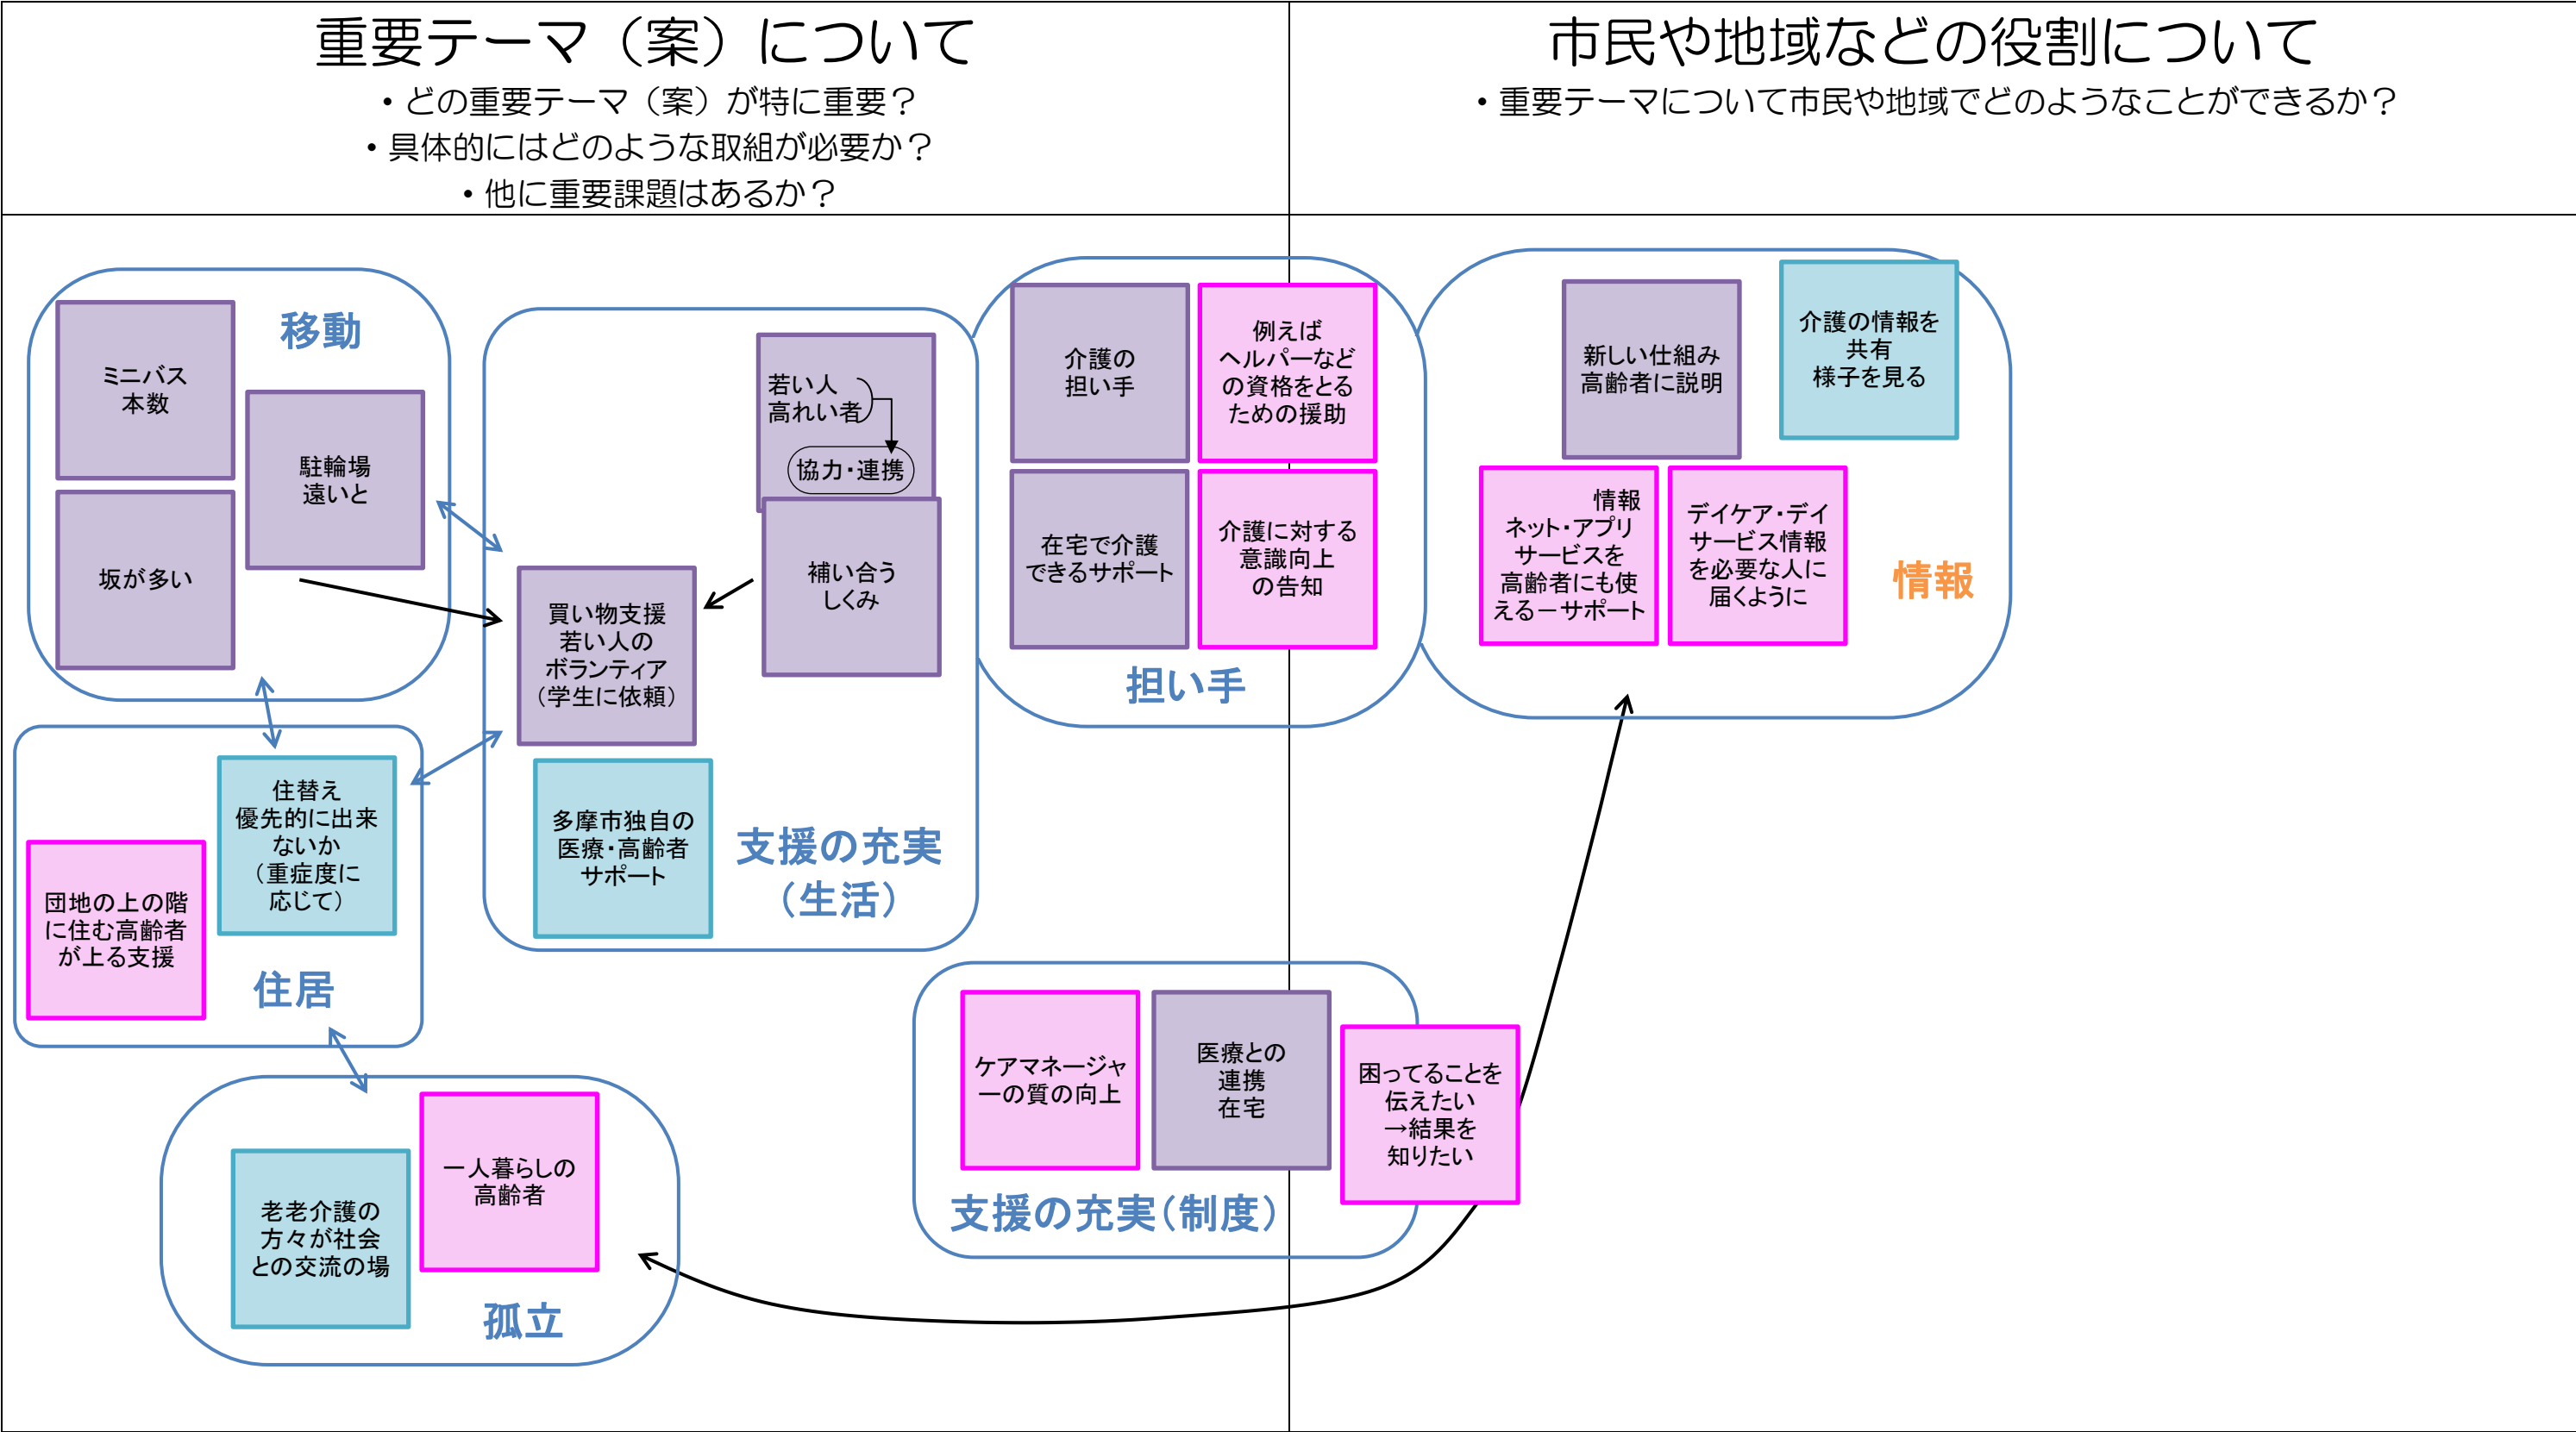 重要テーマ（案）について
・どの重要テーマ（案）が特に重要？
・具体的にはどのような取組が必要か？
・他に重要課題はあるか？
市民や地域などの役割について
・重要テーマについて市民や地域でどのようなことができるか？
移動
ミニバス
本数
駐輪場
遠いと
坂が多い
若い人
高れい者
協力・連携
補い合う
しくみ
買い物支援
若い人の
ボランティア
（学生に依頼）
多摩市独自の
医療・高齢者
サポート
支援の充実
（生活）
介護の
担い手
例えば
ヘルパーなど
の資格をとる
ための援助
在宅で介護
できるサポート
介護に対する
意識向上
の告知
担い手
新しい仕組み
高齢者に説明
介護の情報を
共有
様子を見る
情報
ネット・アプリ
サービスを
高齢者にも使
える－サポート
デイケア・デイ
サービス情報
を必要な人に
届くように
情報
住替え
優先的に出来
ないか
（重症度に
応じて）
団地の上の階
に住む高齢者
が上る支援
住居
ケアマネージャ
ーの質の向上
医療との
連携
在宅
困ってることを
伝えたい
→結果を
知りたい
支援の充実（制度）
一人暮らしの
高齢者
老老介護の
方々が社会
との交流の場
孤立